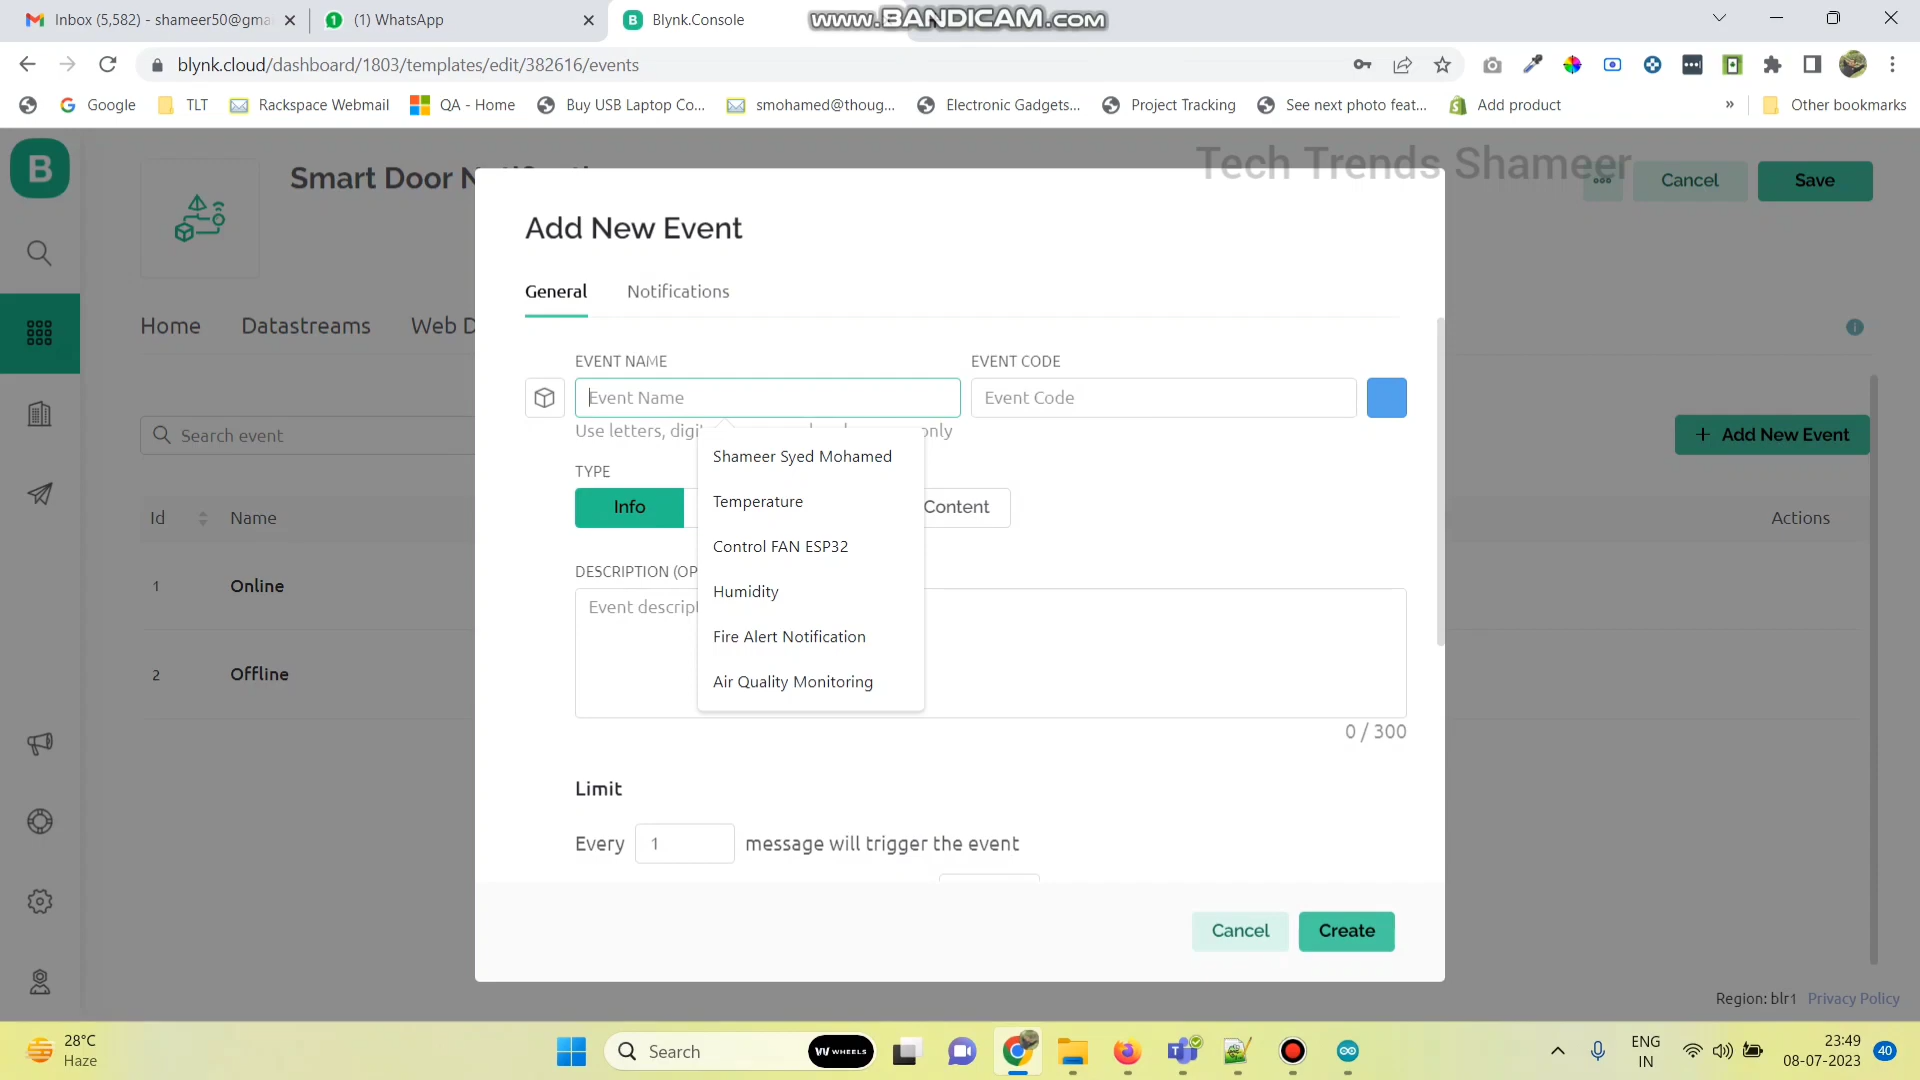 Inbox (5,582) - shameer50@gma
(1) WhatsApp
B Blynk.Console
www.BANDICAM.com
blynk.cloud/dashboard/1803/templates/edit/382616/events
Google
TLT
Rackspace Webmail
QA - Home
Buy USB Laptop Co...
smohamed@thoug...
Electronic Gadgets...
Project Tracking
See next photo feat...
Add product
»
Other bookmarks
B
Smart Door N
Tech Trends Shameer
Cancel
Save
Add New Event
General
Notifications
Home
Datastreams
Web D
EVENT NAME
EVENT CODE
Event Name
Event Code
Use letters, digi
only
Search event
+ Add New Event
Shameer Syed Mohamed
TYPE
Temperature
Info
Content
Id
Name
Actions
Control FAN ESP32
DESCRIPTION (OP
1
Online
Humidity
Event descript
Fire Alert Notification
2
Offline
Air Quality Monitoring
0 / 300
Limit
Every
1
message will trigger the event
Cancel
Create
Region: blr1
Privacy Policy
28°C
Haze
Search
WHEELS
ENG
IN
23:49
08-07-2023
40